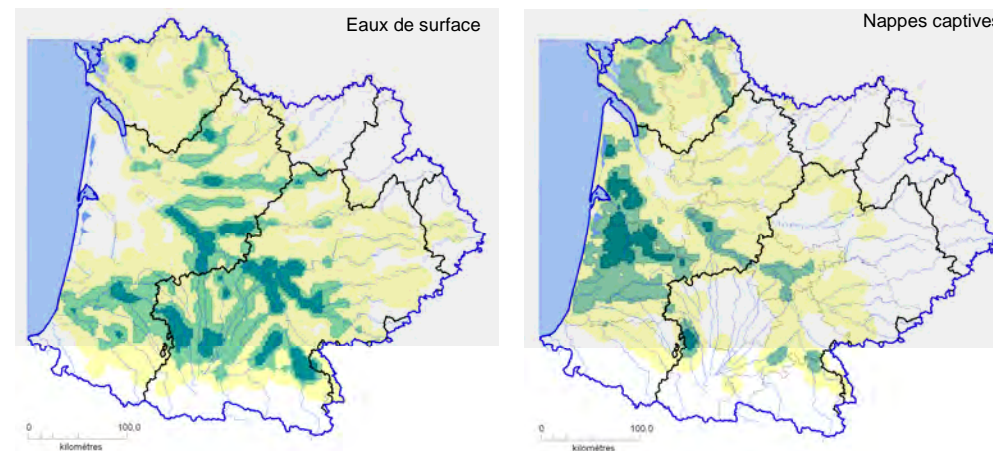 Eaux de surface
Nappes captives
0 100,0
kilomètres
0 100,0
kilomètres